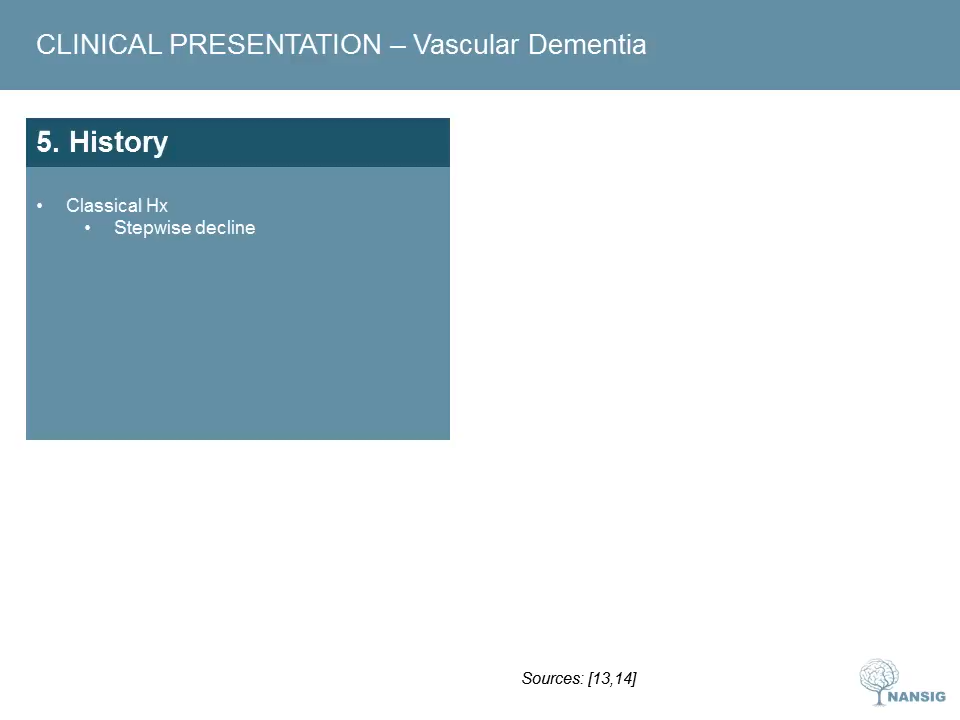 CLINICAL PRESENTATION – Vascular Dementia
5. History
• Classical Hx
• Stepwise decline
Sources: [13,14]
NANSIG